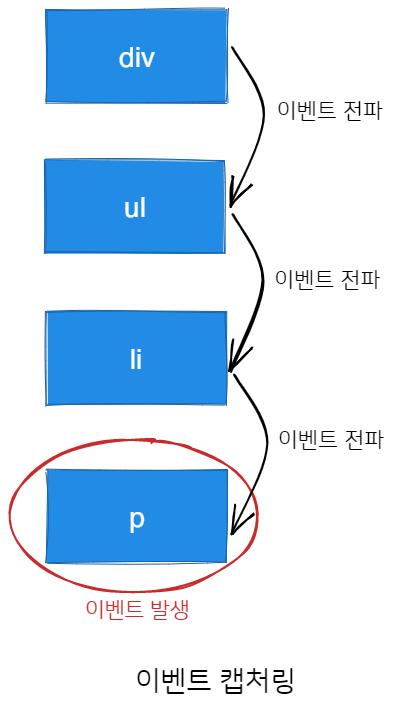 div
이벤트 전파
ul
이벤트 전파
li
이벤트 전파
p
이벤트 발생
이벤트 캡처링